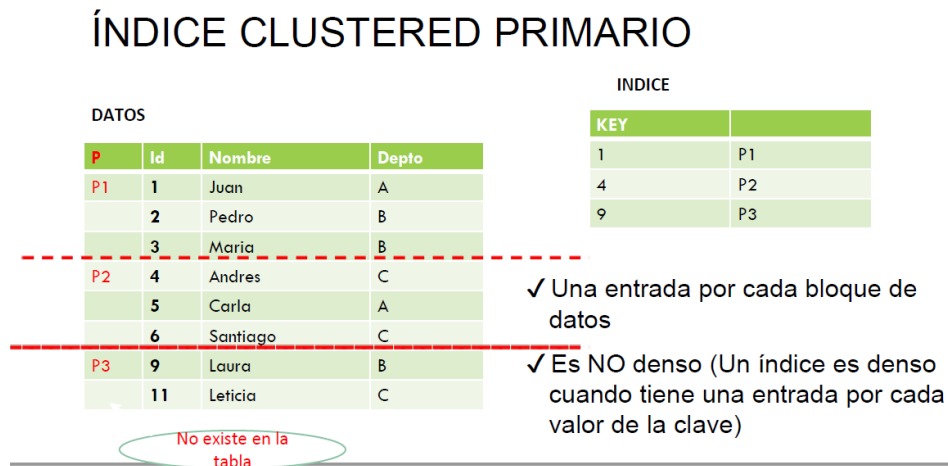 ÍNDICE CLUSTERED PRIMARIO
DATOS
P Id Nombre Depto
P1 1 Juan A
2 Pedro B
3 Maria B
P2 4 Andres C
5 Carla A
6 Santiago C
P3 9 Laura B
11 Leticia C
No existe en la
tabla
INDICE
KEY
1 P1
4 P2
9 P3
✓ Una entrada por cada bloque de
datos
✓ Es NO denso (Un índice es denso
cuando tiene una entrada por cada
valor de la clave)